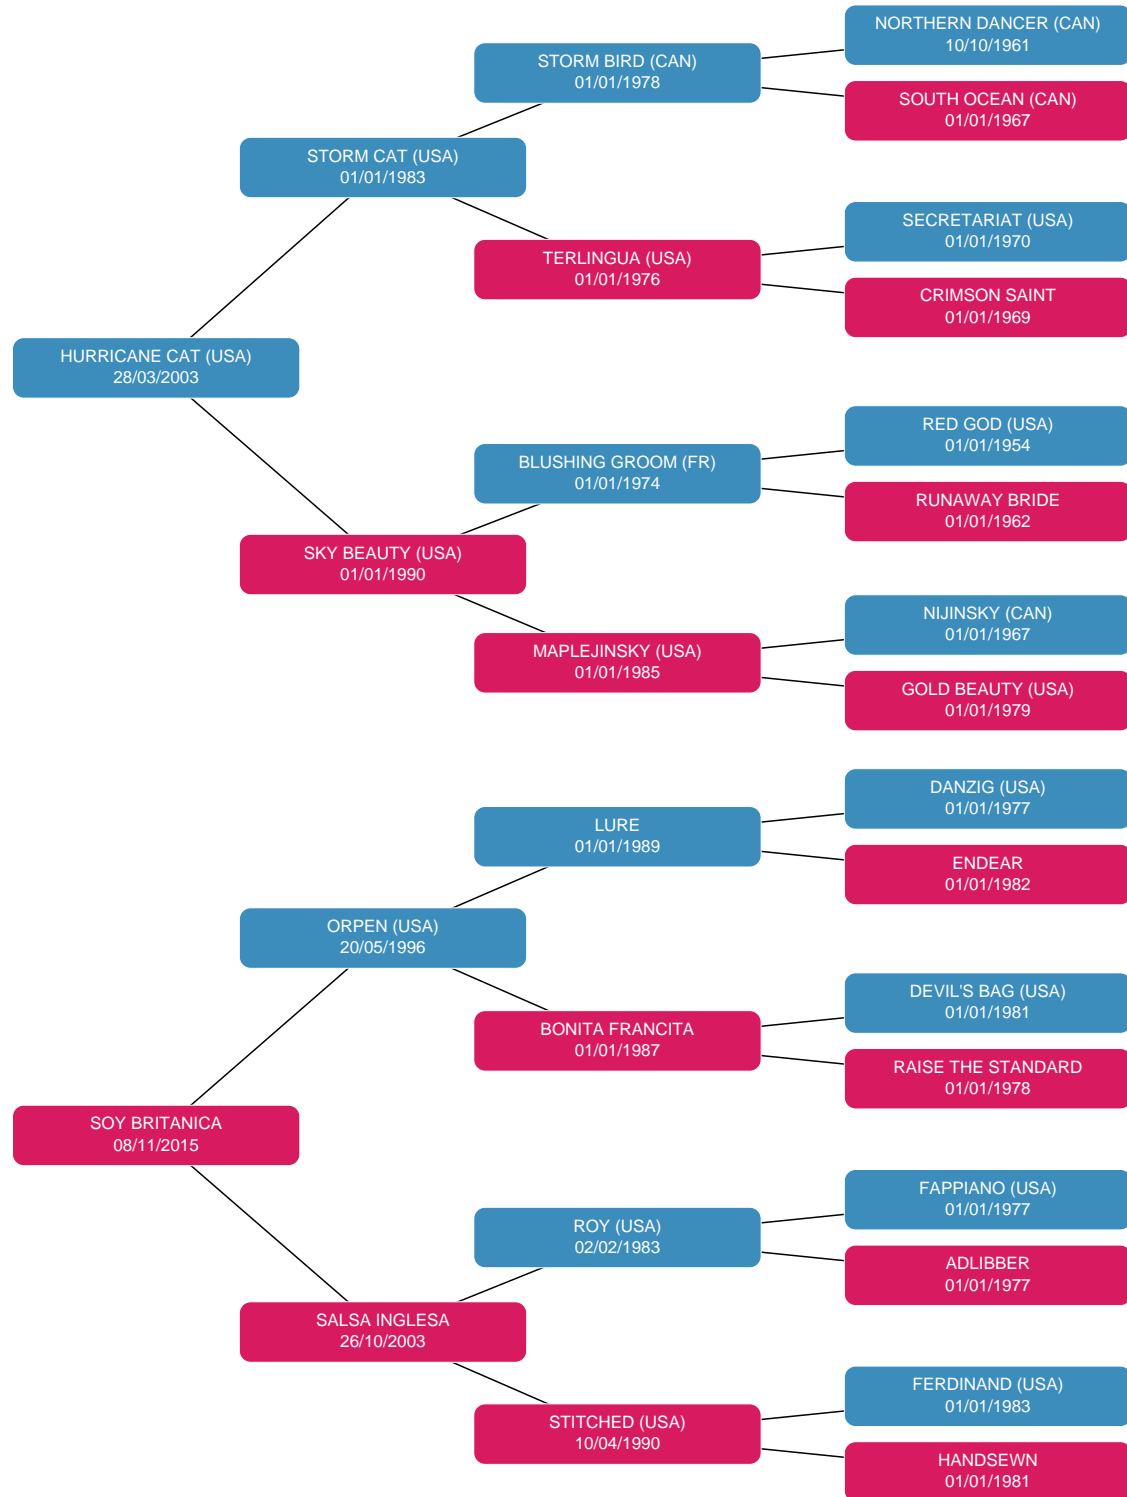 NORTHERN DANCER (CAN)
10/10/1961
STORM BIRD (CAN)
01/01/1978
SOUTH OCEAN (CAN)
01/01/1967
STORM CAT (USA)
01/01/1983
SECRETARIAT (USA)
01/01/1970
TERLINGUA (USA)
01/01/1976
CRIMSON SAINT
01/01/1969
HURRICANE CAT (USA)
28/03/2003
RED GOD (USA)
01/01/1954
BLUSHING GROOM (FR)
01/01/1974
RUNAWAY BRIDE
01/01/1962
SKY BEAUTY (USA)
01/01/1990
NIJINSKY (CAN)
01/01/1967
MAPLEJINSKY (USA)
01/01/1985
GOLD BEAUTY (USA)
01/01/1979
DANZIG (USA)
01/01/1977
LURE
01/01/1989
ENDEAR
01/01/1982
ORPEN (USA)
20/05/1996
DEVIL'S BAG (USA)
01/01/1981
BONITA FRANCITA
01/01/1987
RAISE THE STANDARD
01/01/1978
SOY BRITANICA
08/11/2015
FAPPIANO (USA)
01/01/1977
ROY (USA)
02/02/1983
ADLIBBER
01/01/1977
SALSA INGLESA
26/10/2003
FERDINAND (USA)
01/01/1983
STITCHED (USA)
10/04/1990
HANDSEWN
01/01/1981